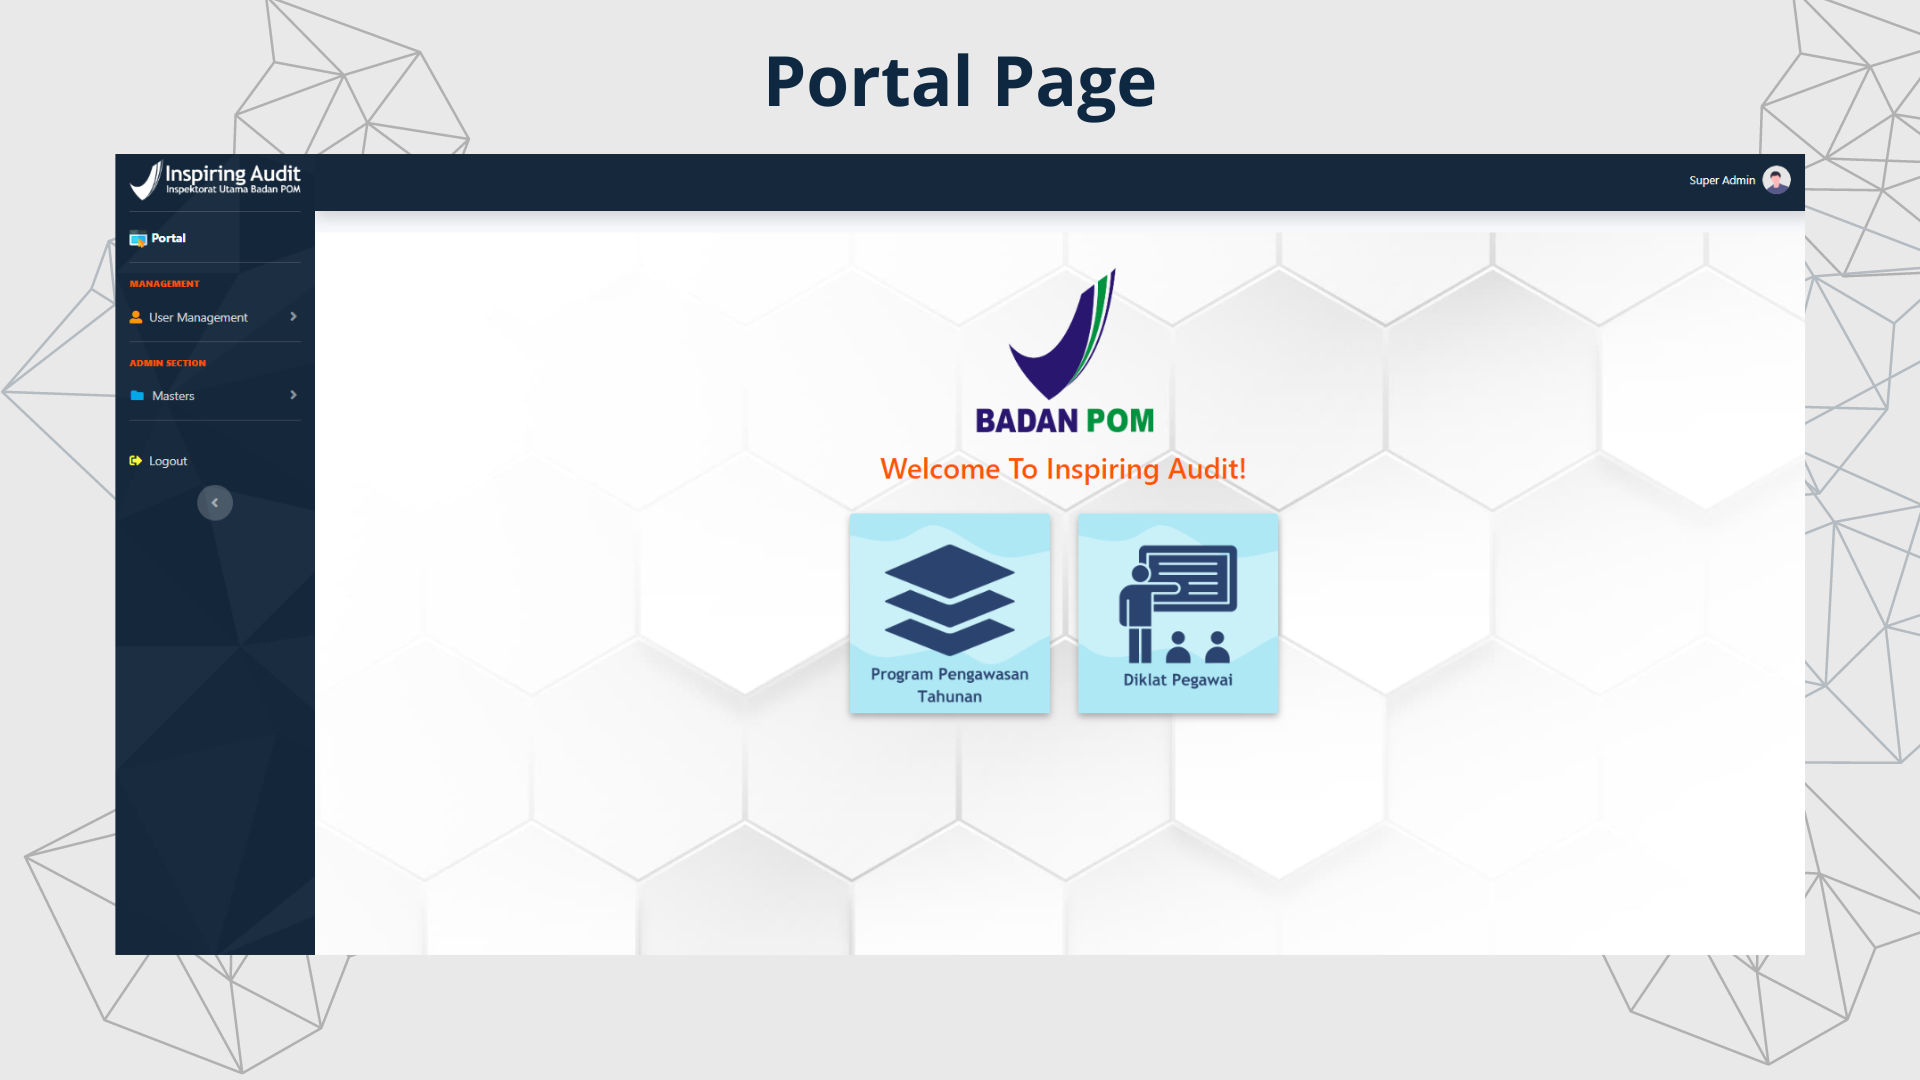 Portal Page
Inspiring Audit
Inspektorat Utama Badan POM
Super Admin
Portal
MANAGEMENT
User Management
ADMIN SECTION
Masters
Logout
BADAN POM
Welcome To Inspiring Audit!
Program Pengawasan
Tahunan
Diklat Pegawai